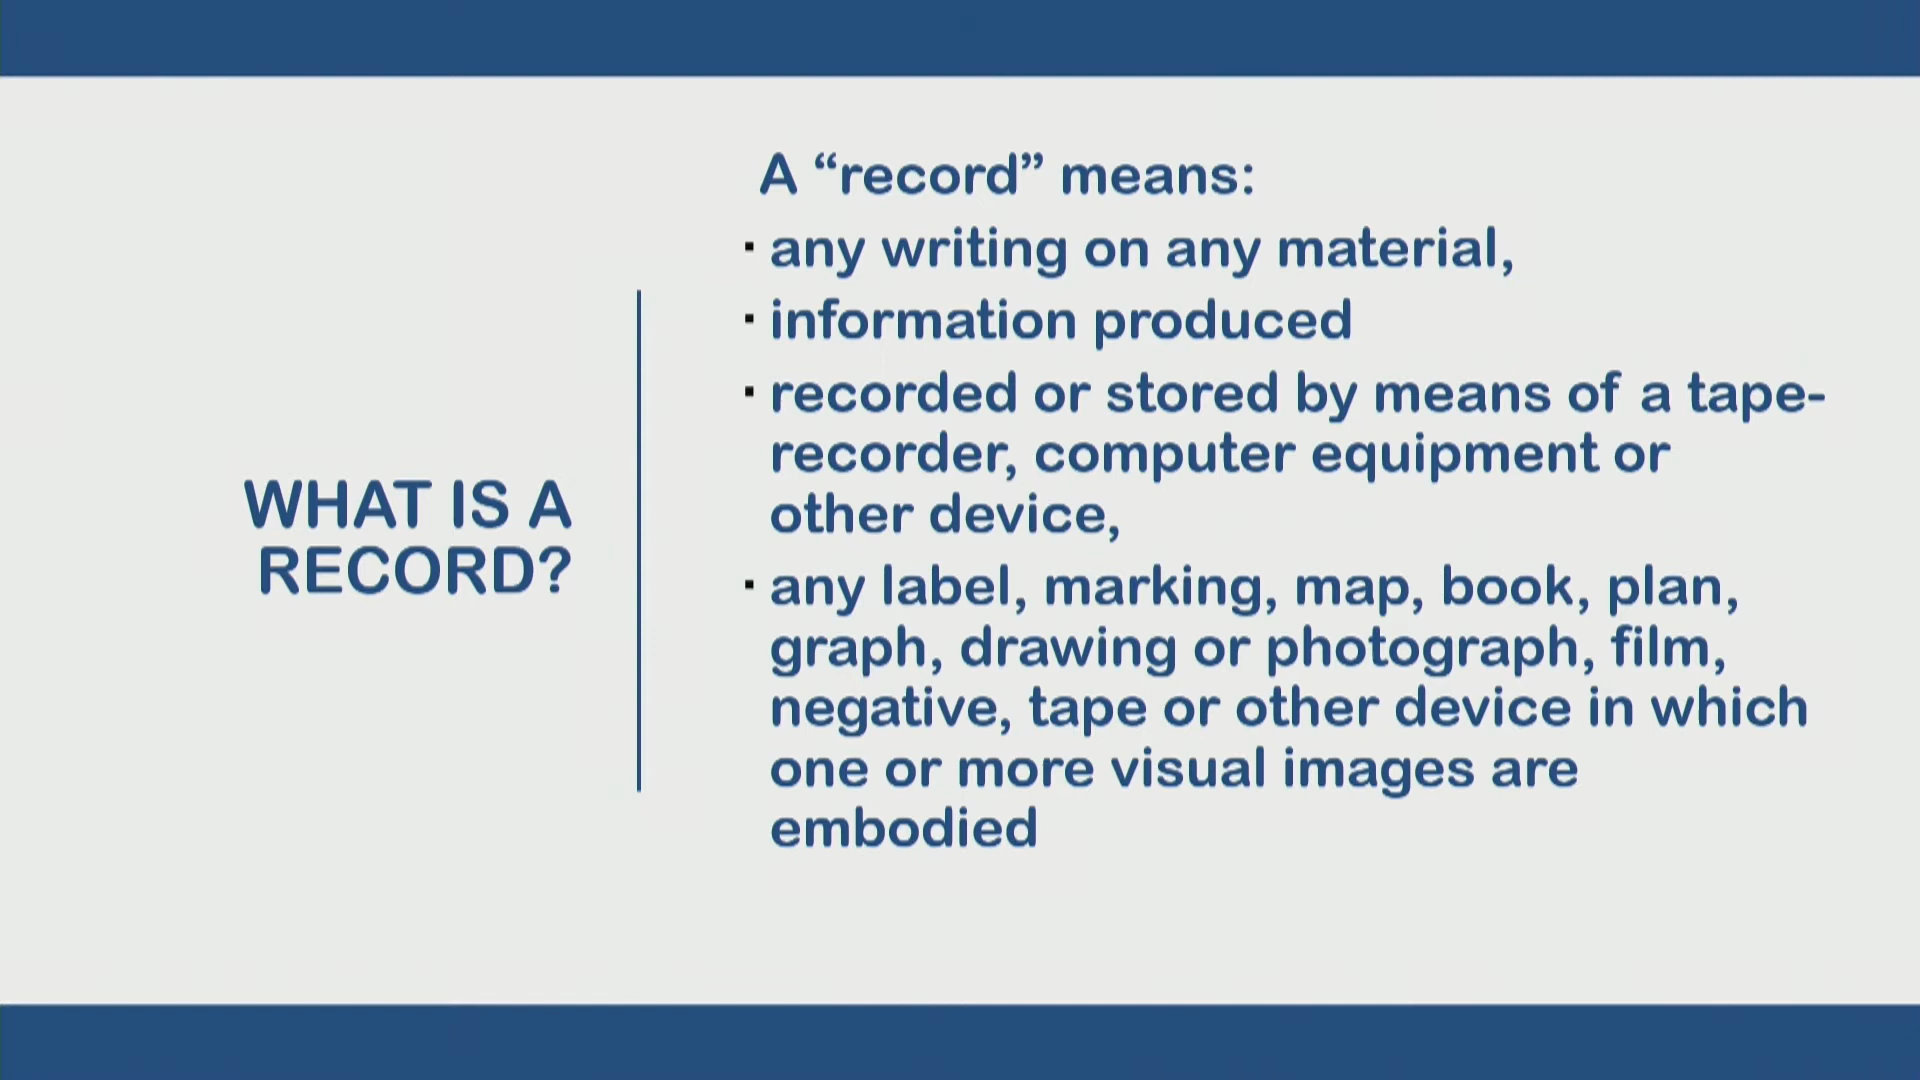 WHAT IS A
RECORD?
A “record” means:
▪ any writing on any material,
▪ information produced
▪ recorded or stored by means of a tape-
recorder, computer equipment or
other device,
▪ any label, marking, map, book, plan,
graph, drawing or photograph, film,
negative, tape or other device in which
one or more visual images are
embodied